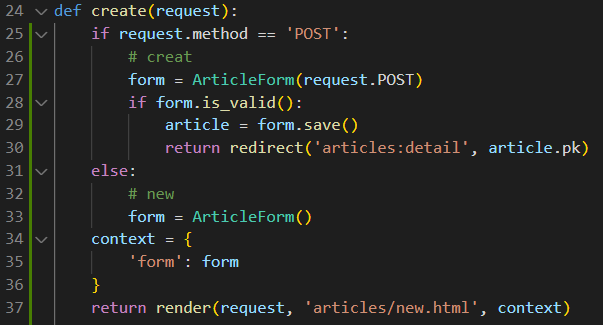 24 def create(request):
25     if request.method == 'POST':
26         # creat
27         form = ArticleForm(request.POST)
28         if form.is_valid():
29             article = form.save()
30             return redirect('articles:detail', article.pk)
31     else:
32         # new
33         form = ArticleForm()
34     context = {
35         'form': form
36     }
37     return render(request, 'articles/new.html', context)